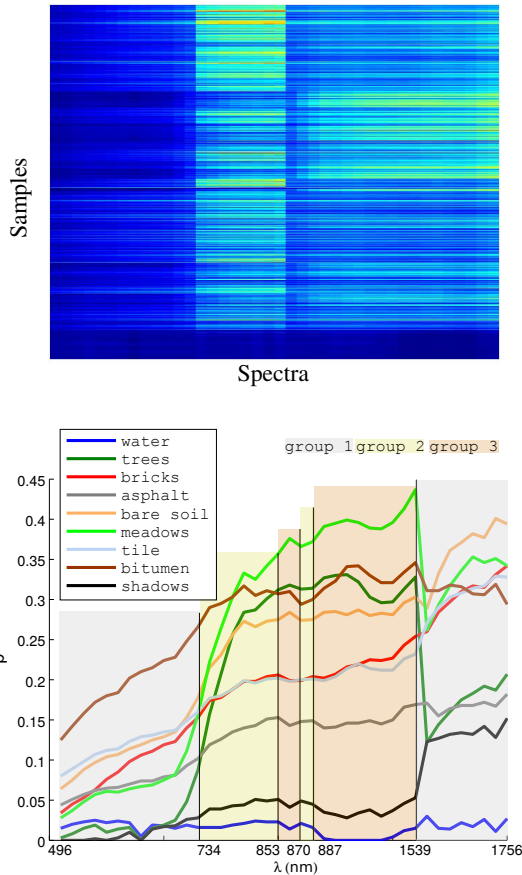 Samples
Spectra
water
trees
bricks
asphalt
bare soil
meadows
tile
bitumen
shadows
group 1 group 2 group 3
0.45
0.4
0.35
0.3
0.25
0.2
0.15
0.1
0.05
0
496 734 853 870 887 1539 1756
λ (nm)